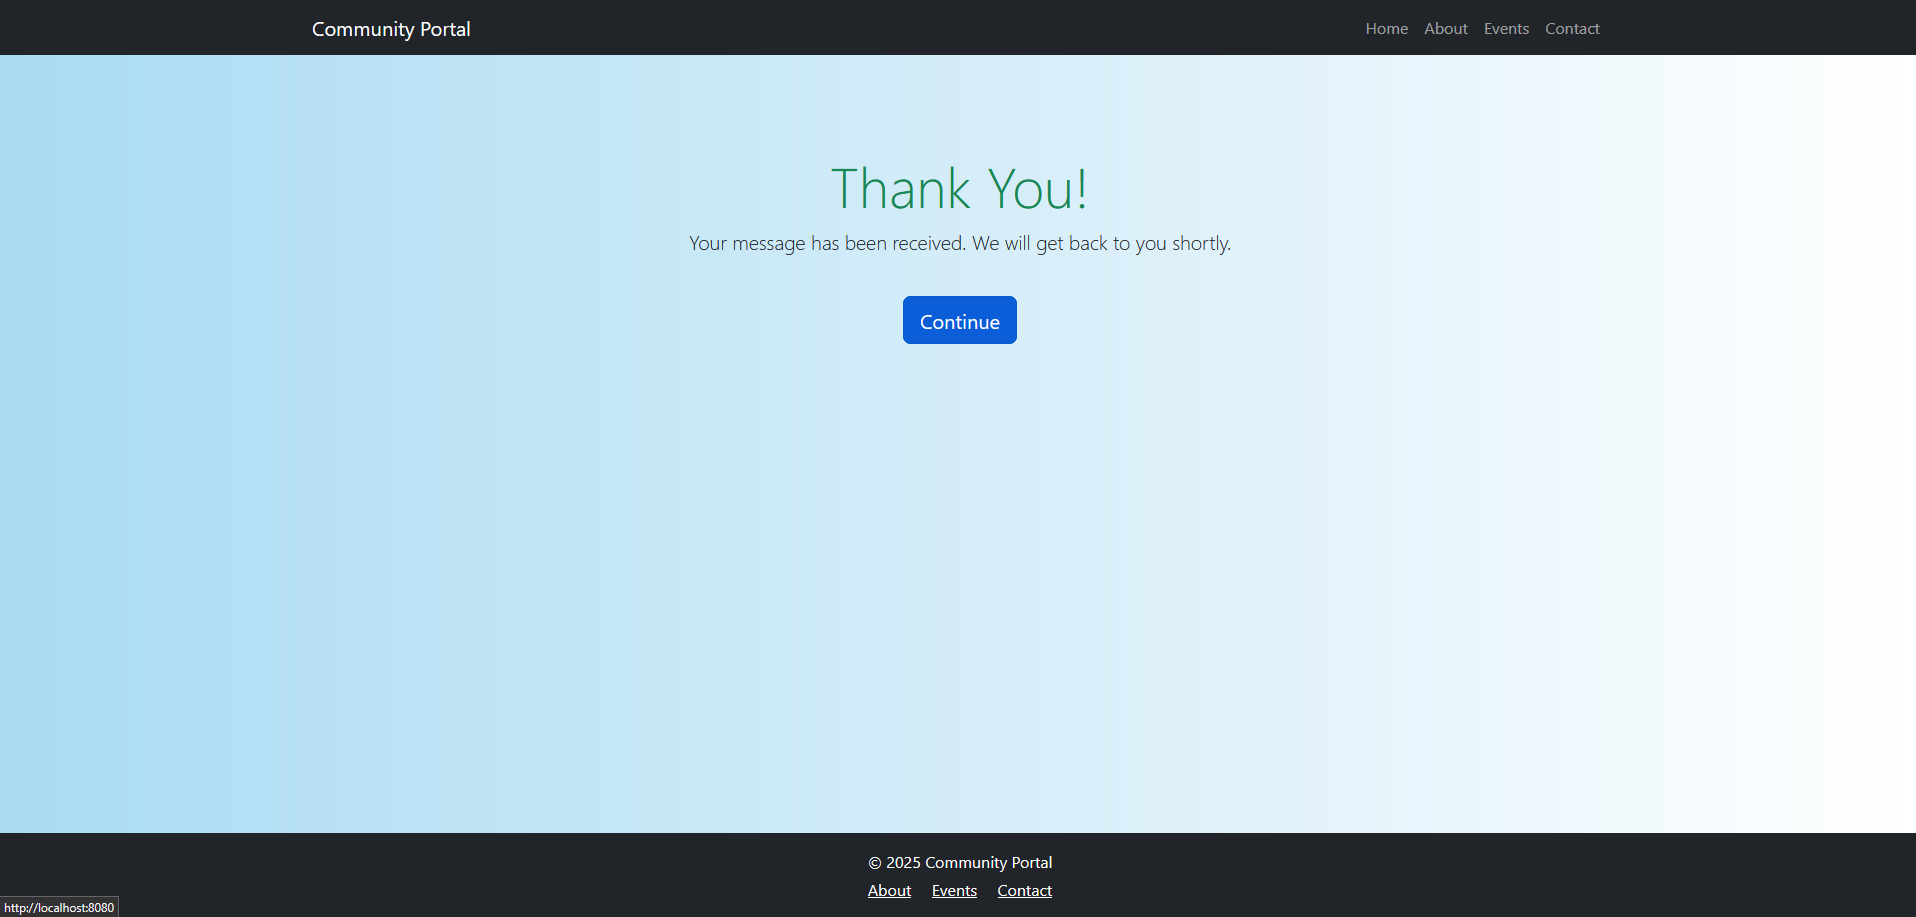 Community Portal
Home About Events Contact
Thank You!
Your message has been received. We will get back to you shortly.
Continue
© 2025 Community Portal
About Events Contact
http://localhost:8080